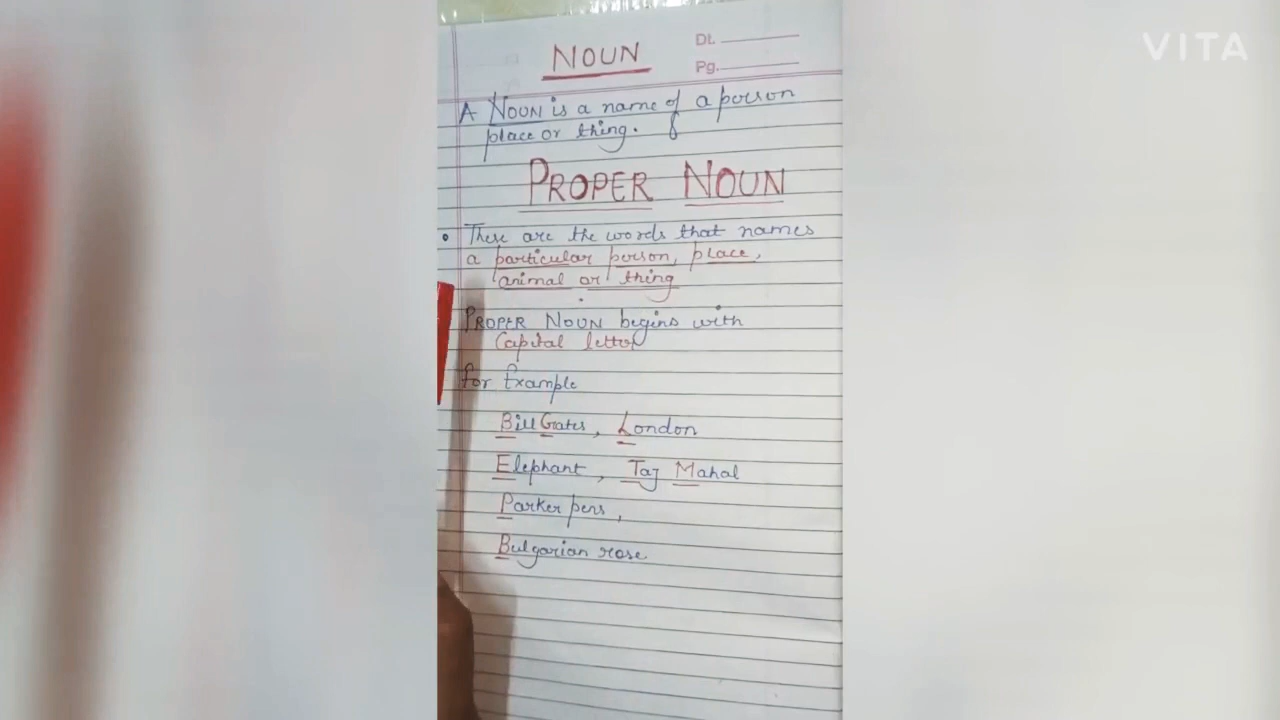 VITA
NOUN
Dt.
Pg.
A NOUN is a name of a person
place or thing.
PROPER NOUN
• These are the words that names
a particular person, place,
animal or thing
PROPER NOUN begins with
Capital letter
for Example
Bill Gates, London
Elephant, Taj Mahal
Parker pens,
Bulgarian rose